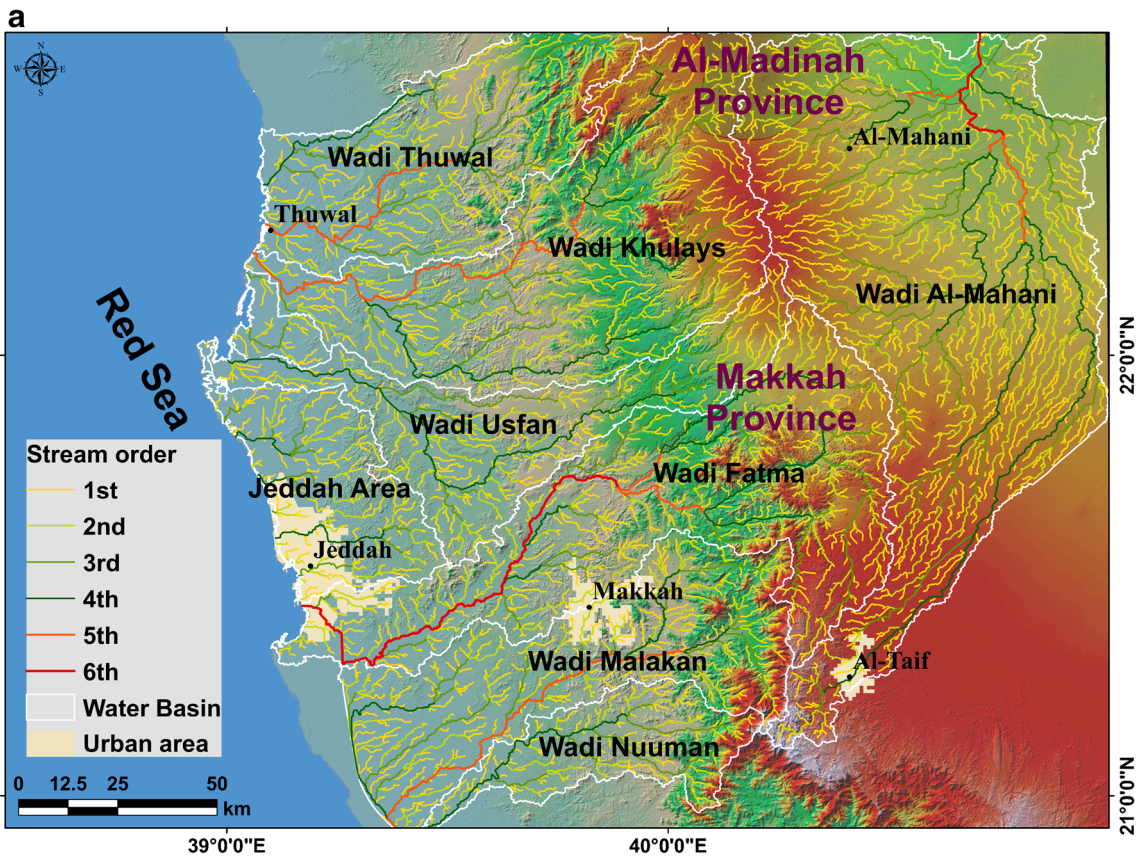 a
N
W
E
S
Al-Madinah
Province
Al-Mahani
Wadi Thuwal
Thuwal
Wadi Khulays
Wadi Al-Mahani
Red Sea
22°0'0"N
Makkah
Province
Wadi Usfan
Wadi Fatma
Stream order
1st
2nd
3rd
4th
5th
6th
Water Basin
Urban area
Jeddah Area
Jeddah
Makkah
Wadi Malakan
Al-Taif
Wadi Nuuman
0 12.5 25 50
km
21°0'0"N
39°0'0"E
40°0'0"E